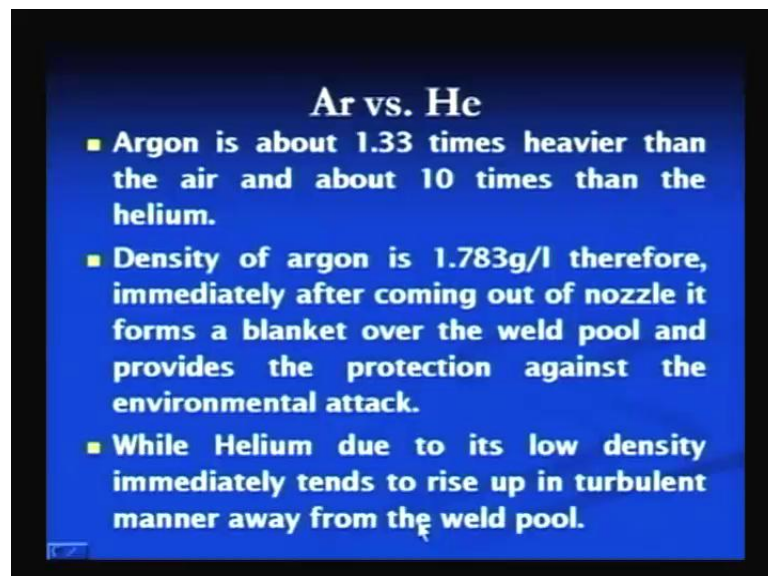 Ar vs. He
Argon is about 1.33 times heavier than
the air and about 10 times than the
helium.
Density of argon is 1.783g/l therefore,
immediately after coming out of nozzle it
forms a blanket over the weld pool and
provides the protection against the
environmental attack.
While Helium due to its low density
immediately tends to rise up in turbulent
manner away from the weld pool.